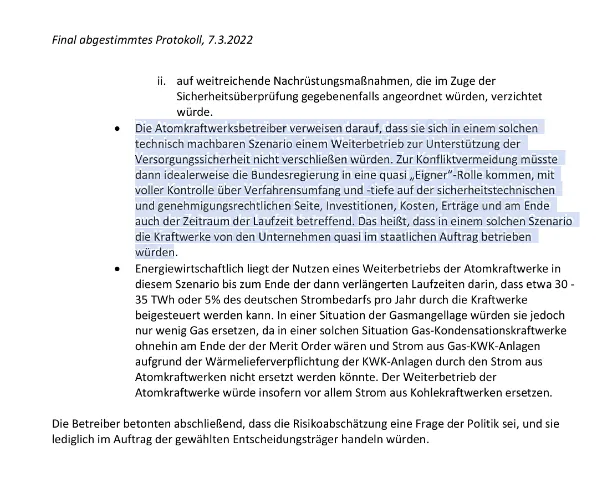 Final abgestimmtes Protokoll, 7.3.2022
ii. auf weitreichende Nachrüstungsmaßnahmen, die im Zuge der
Sicherheitsüberprüfung gegebenenfalls angeordnet würden, verzichtet
würde.
• Die Atomkraftwerksbetreiber verweisen darauf, dass sie sich in einem solchen
technisch machbaren Szenario einem Weiterbetrieb zur Unterstützung der
Versorgungssicherheit nicht verschließen würden. Zur Konfliktvermeidung müsste
dann idealerweise die Bundesregierung in eine quasi „Eigner"-Rolle kommen, mit
voller Kontrolle über Verfahrensumfang und -tiefe auf der sicherheitstechnischen
und genehmigungsrechtlichen Seite, Investitionen, Kosten, Erträge und am Ende
auch der Zeitraum der Laufzeit betreffend. Das heißt, dass in einem solchen Szenario
die Kraftwerke von den Unternehmen quasi im staatlichen Auftrag betrieben
würden.
• Energiewirtschaftlich liegt der Nutzen eines Weiterbetriebs der Atomkraftwerke in
diesem Szenario bis zum Ende der dann verlängerten Laufzeiten darin, dass etwa 30 -
35 TWh oder 5% des deutschen Strombedarfs pro Jahr durch die Kraftwerke
beigesteuert werden kann. In einer Situation der Gasmangellage würden sie jedoch
nur wenig Gas ersetzen, da in einer solchen Situation Gas-Kondensationskraftwerke
ohnehin am Ende der der Merit Order wären und Strom aus Gas-KWK-Anlagen
aufgrund der Wärmelieferverpflichtung der KWK-Anlagen durch den Strom aus
Atomkraftwerken nicht ersetzt werden könnte. Der Weiterbetrieb der
Atomkraftwerke würde insofern vor allem Strom aus Kohlekraftwerken ersetzen.
Die Betreiber betonten abschließend, dass die Risikoabschätzung eine Frage der Politik sei, und sie
lediglich im Auftrag der gewählten Entscheidungsträger handeln würden.